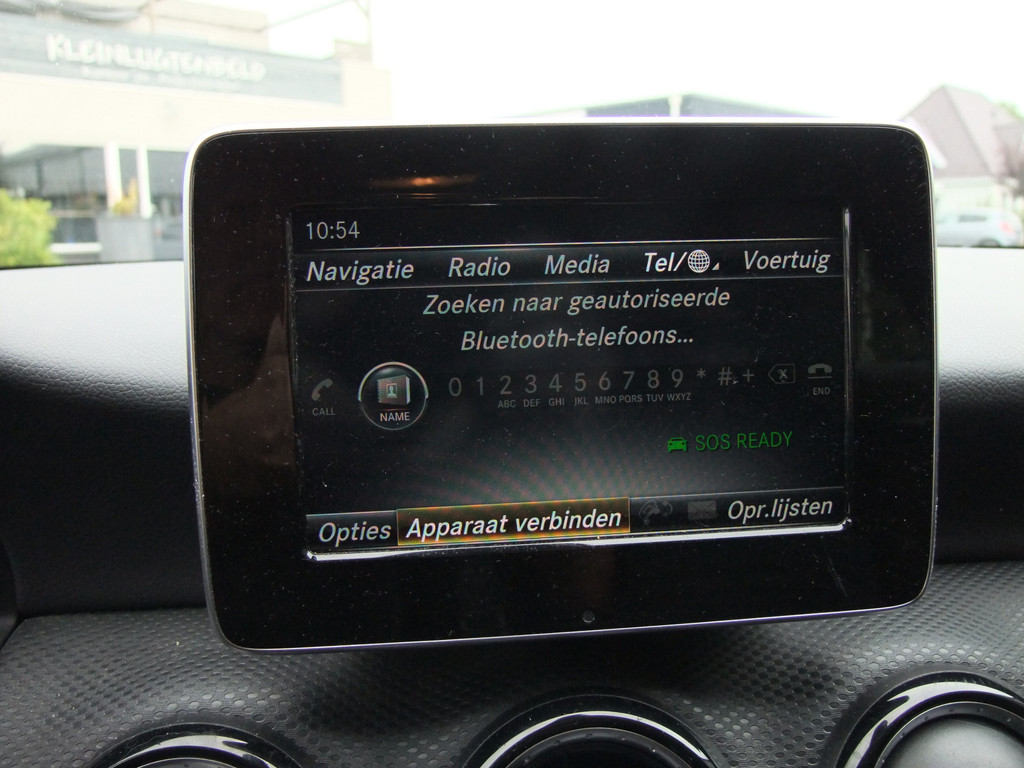 KLEINLUGTENBELD
10:54
Navigatie Radio Media Tel/ Voertuig
Zoeken naar geautoriseerde
Bluetooth-telefoons...
0 1 2 3 4 5 6 7 8 9 * # +
CALL NAME ABC DEF GHI JKL MNO PQRS TUV WXYZ END
SOS READY
Opties Apparaat verbinden Opr.lijsten